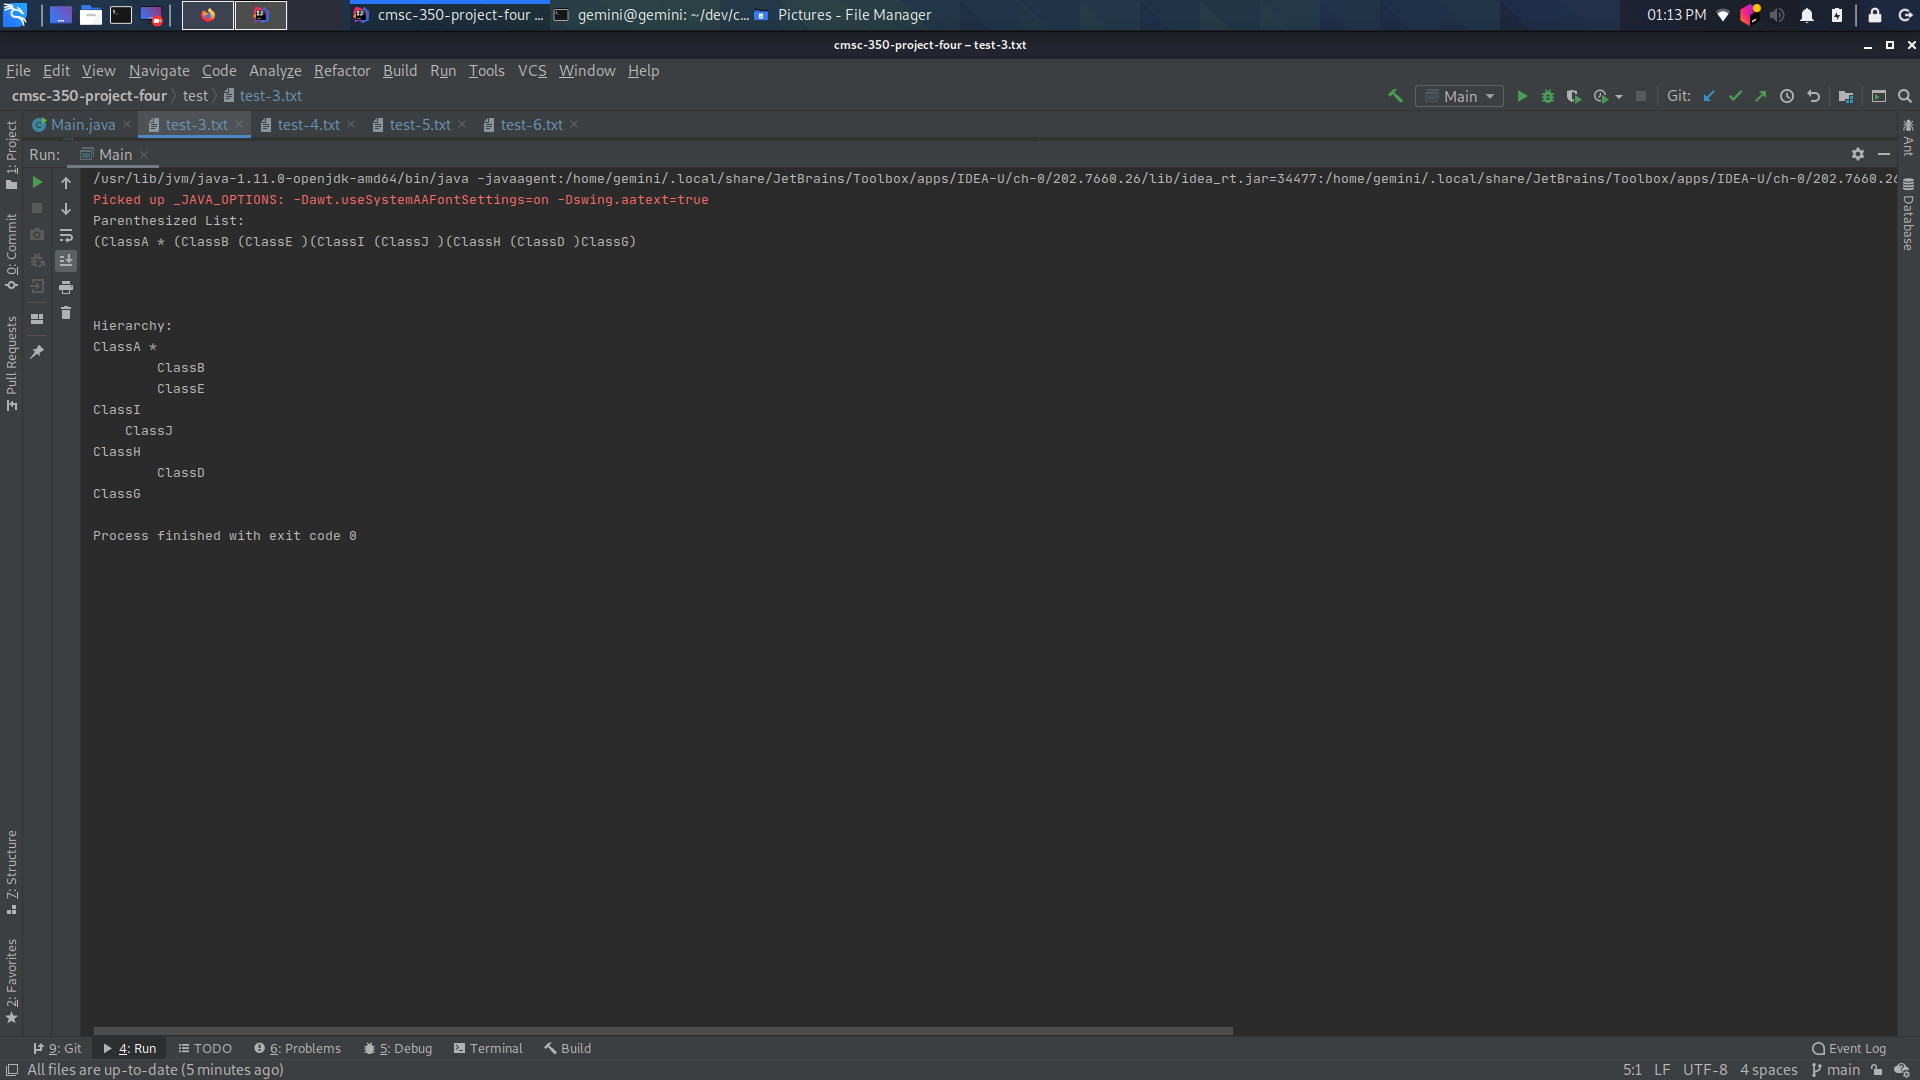 cmsc-350-project-four ...
gemini@gemini: ~/dev/c...
Pictures - File Manager
01:13 PM
cmsc-350-project-four – test-3.txt
File Edit View Navigate Code Analyze Refactor Build Run Tools VCS Window Help
cmsc-350-project-four test test-3.txt
Main
Git:
Main.java test-3.txt test-4.txt test-5.txt test-6.txt
Run: Main
/usr/lib/jvm/java-1.11.0-openjdk-amd64/bin/java -javaagent:/home/gemini/.local/share/JetBrains/Toolbox/apps/IDEA-U/ch-0/202.7660.26/lib/idea_rt.jar=34477:/home/gemini/.local/share/JetBrains/Toolbox/apps/IDEA-U/ch-0/202.7660.26
Picked up _JAVA_OPTIONS: -Dawt.useSystemAAFontSettings=on -Dswing.aatext=true
Parenthesized List:
(ClassA * (ClassB (ClassE )(ClassI (ClassJ )(ClassH (ClassD )ClassG)
Hierarchy:
ClassA *
ClassB
ClassE
ClassI
ClassJ
ClassH
ClassD
ClassG
Process finished with exit code 0
1: Project
0: Commit
Pull Requests
7: Structure
2: Favorites
Ant
Database
9: Git 4: Run TODO 6: Problems 5: Debug Terminal Build
Event Log
All files are up-to-date (5 minutes ago)
5:1 LF UTF-8 4 spaces main